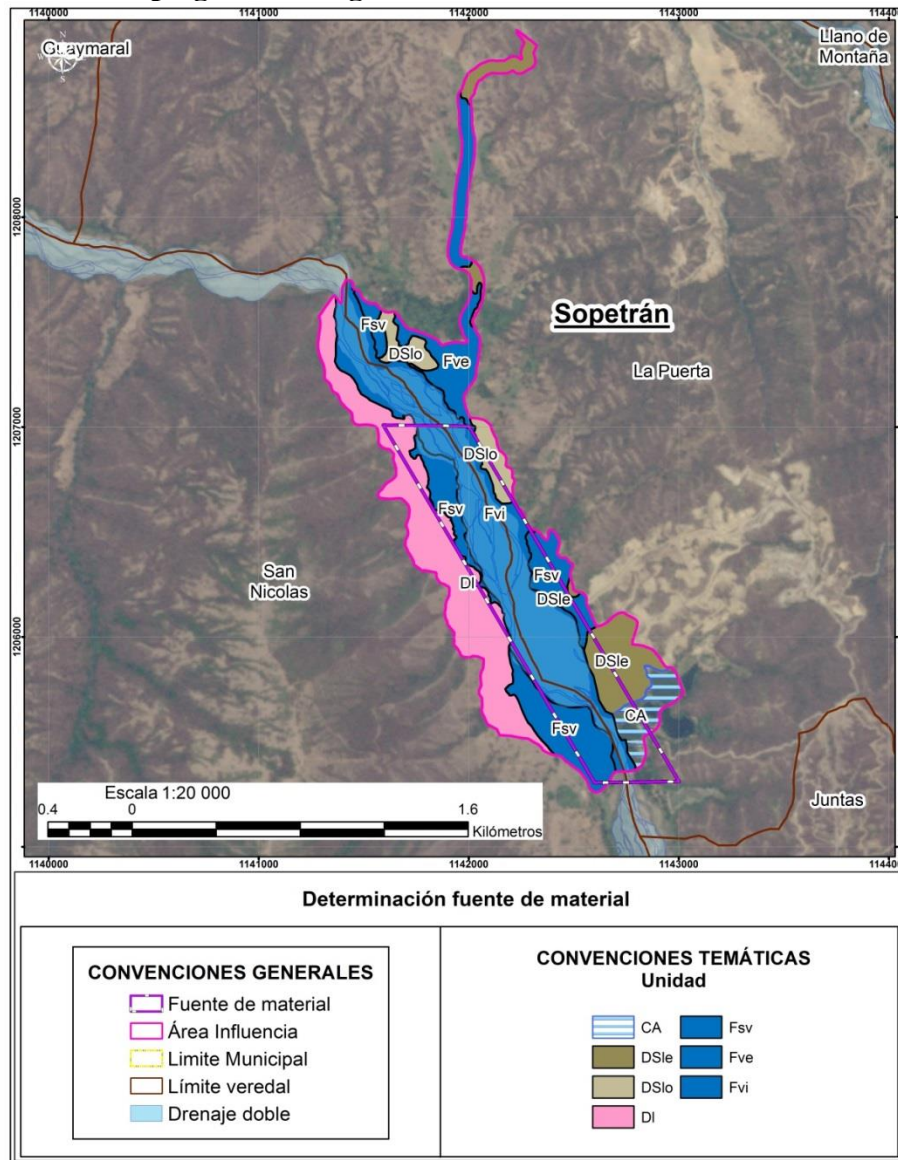 1140000 1141000 1142000 1143000 1144000
Guaymaral
Llano de
Montaña
1208000
Sopetrán
Fsv
DSlo
Fve
La Puerta
1207000
DSlo
Fsv
Fvi
San
Nicolas
Dl
Fsv
DSle
1206000
DSle
CA
Fsv
Escala 1:20 000
0.4 0 1.6
Kilómetros
Juntas
1140000 1141000 1142000 1143000 1144000
Determinación fuente de material
CONVENCIONES GENERALES
Fuente de material
Área Influencia
Limite Municipal
Límite veredal
Drenaje doble
CONVENCIONES TEMÁTICAS
Unidad
CA Fsv
DSle Fve
DSlo Fvi
Dl